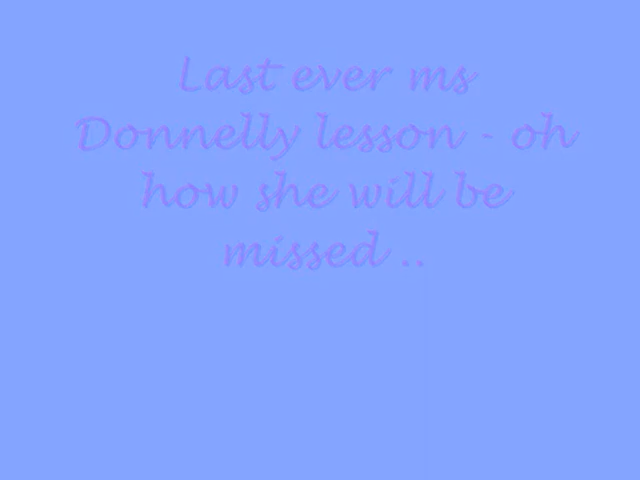 Last ever ms
Donnelly lesson - oh
how she will be
missed ..